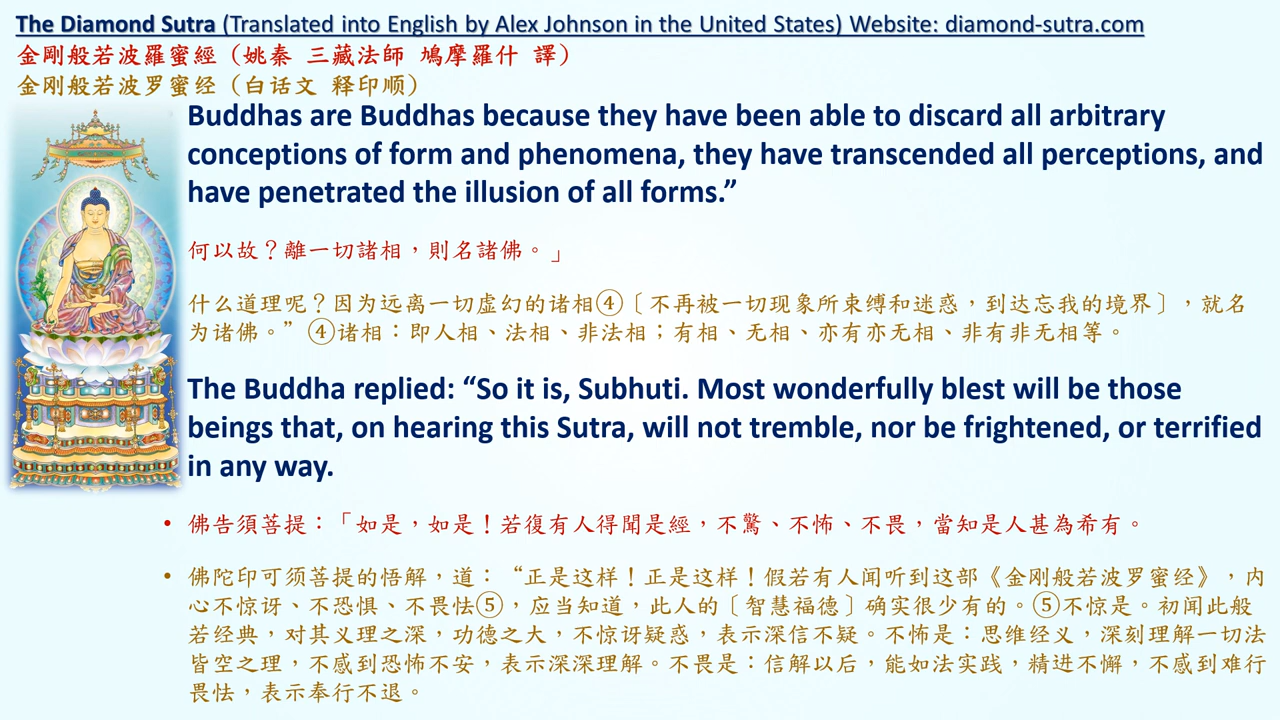 The Diamond Sutra (Translated into English by Alex Johnson in the United States) Website: diamond-sutra.com
金剛般若波羅蜜經（姚秦 三藏法師 鳩摩羅什 譯）
金刚般若波罗蜜经（白话文 释印顺）
Buddhas are Buddhas because they have been able to discard all arbitrary
conceptions of form and phenomena, they have transcended all perceptions, and
have penetrated the illusion of all forms.”
何以故？離一切諸相，則名諸佛。」
什么道理呢？因为远离一切虚幻的诸相④〔不再被一切现象所束缚和迷惑，到达忘我的境界〕，就名
为诸佛。”④诸相：即人相、法相、非法相；有相、无相、亦有亦无相、非有非无相等。
The Buddha replied: “So it is, Subhuti. Most wonderfully blest will be those
beings that, on hearing this Sutra, will not tremble, nor be frightened, or terrified
in any way.
• 佛告須菩提：「如是，如是！若復有人得聞是經，不驚、不怖、不畏，當知是人甚為希有。
• 佛陀印可须菩提的悟解，道：“正是这样！正是这样！假若有人闻听到这部《金刚般若波罗蜜经》，内
心不惊讶、不恐惧、不畏怯⑤，应当知道，此人的〔智慧福德〕确实很少有的。⑤不惊是。初闻此般
若经典，对其义理之深，功德之大，不惊讶疑惑，表示深信不疑。不怖是：思维经义，深刻理解一切法
皆空之理，不感到恐怖不安，表示深深理解。不畏是：信解以后，能如法实践，精进不懈，不感到难行
畏怯，表示奉行不退。